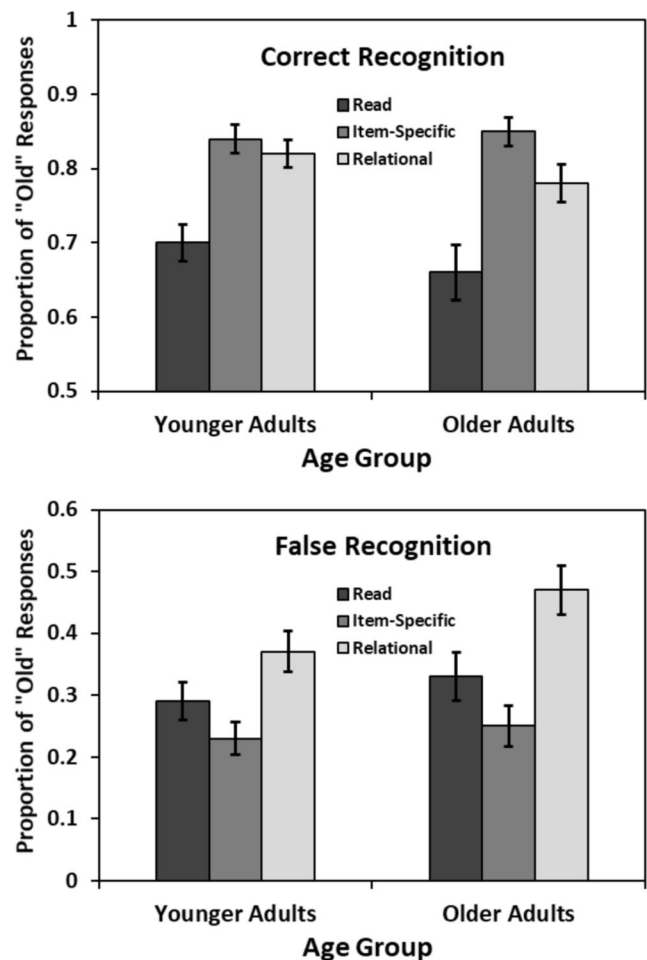 Correct Recognition
Read
Item-Specific
Relational
Proportion of "Old" Responses
1
0.9
0.8
0.7
0.6
0.5
Younger Adults Older Adults
Age Group
False Recognition
Read
Item-Specific
Relational
Proportion of "Old" Responses
0.6
0.5
0.4
0.3
0.2
0.1
0
Younger Adults Older Adults
Age Group